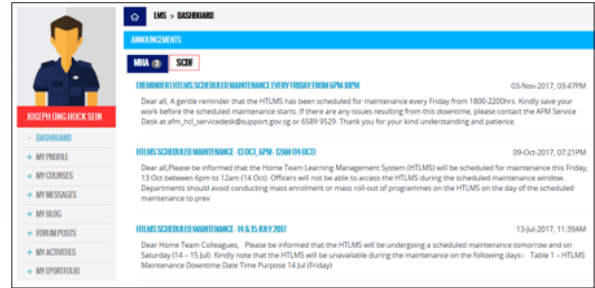 LMS > DASHBOARD
ANNOUNCEMENTS
MHA 3 SCDF
(REMINDER) HTLMS SCHEDULED MAINTENANCE EVERY FRIDAY FROM 6PM-10PM
03-Nov-2017, 03:47PM
Dear all, A gentle reminder that the HTLMS has been scheduled for maintenance every Friday from 1800-2200hrs. Kindly save your
work before the scheduled maintenance starts. If there are any issues resulting from this downtime, please contact the AFM Service
Desk at afm_hcl_servicedesk@support.gov.sg or 6589 9529. Thank you for your kind understanding and patience.
HTLMS SCHEDULED MAINTENANCE - 13 OCT, 6PM - 12AM (14 OCT)
09-Oct-2017, 07:21PM
Dear all,Please be informed that the Home Team Learning Management System (HTLMS) will be scheduled for maintenance this Friday,
13 Oct between 6pm to 12am (14 Oct). Officers will not be able to access the HTLMS during the scheduled maintenance window.
Departments should avoid conducting mass enrolment or mass roll-out of programmes on the HTLMS on the day of the scheduled
maintenance to prev
HTLMS SCHEDULED MAINTENANCE - 14 & 15 JULY 2017
13-Jul-2017, 11:39AM
Dear Home Team Colleagues, Please be informed that the HTLMS will be undergoing a scheduled maintenance tomorrow and on
Saturday (14 – 15 Jul). Kindly note that the HTLMS will be unavailable during the maintenance on the following days:- Table 1 – HTLMS
Maintenance Downtime Date Time Purpose 14 Jul (Friday)
JOSEPH ONG HOCK SEIN
- DASHBOARD
+ MY PROFILE
+ MY COURSES
+ MY MESSAGES
+ MY BLOG
+ FORUM POSTS
+ MY ACTIVITIES
+ MY EPORTFOLIO